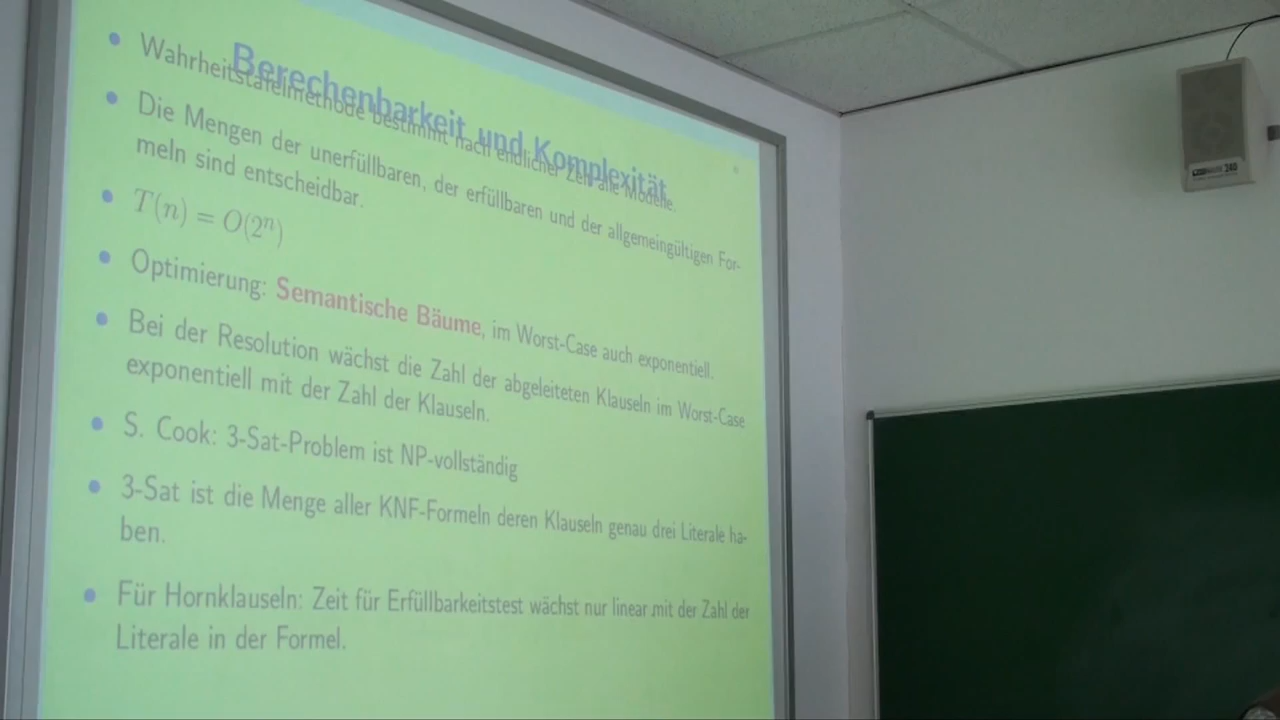 Berechenbarkeit und Komplexität
• Wahrheitstafelmethode bestimmt nach endlicher Zeit alle Modelle.
• Die Mengen der unerfüllbaren, der erfüllbaren und der allgemeingültigen For-
meln sind entscheidbar.
• T(n) = O(2ⁿ)
• Optimierung: Semantische Bäume, im Worst-Case auch exponentiell.
• Bei der Resolution wächst die Zahl der abgeleiteten Klauseln im Worst-Case
exponentiell mit der Zahl der Klauseln.
• S. Cook: 3-Sat-Problem ist NP-vollständig
• 3-Sat ist die Menge aller KNF-Formeln deren Klauseln genau drei Literale ha-
ben.
• Für Hornklauseln: Zeit für Erfüllbarkeitstest wächst nur linear mit der Zahl der
Literale in der Formel.